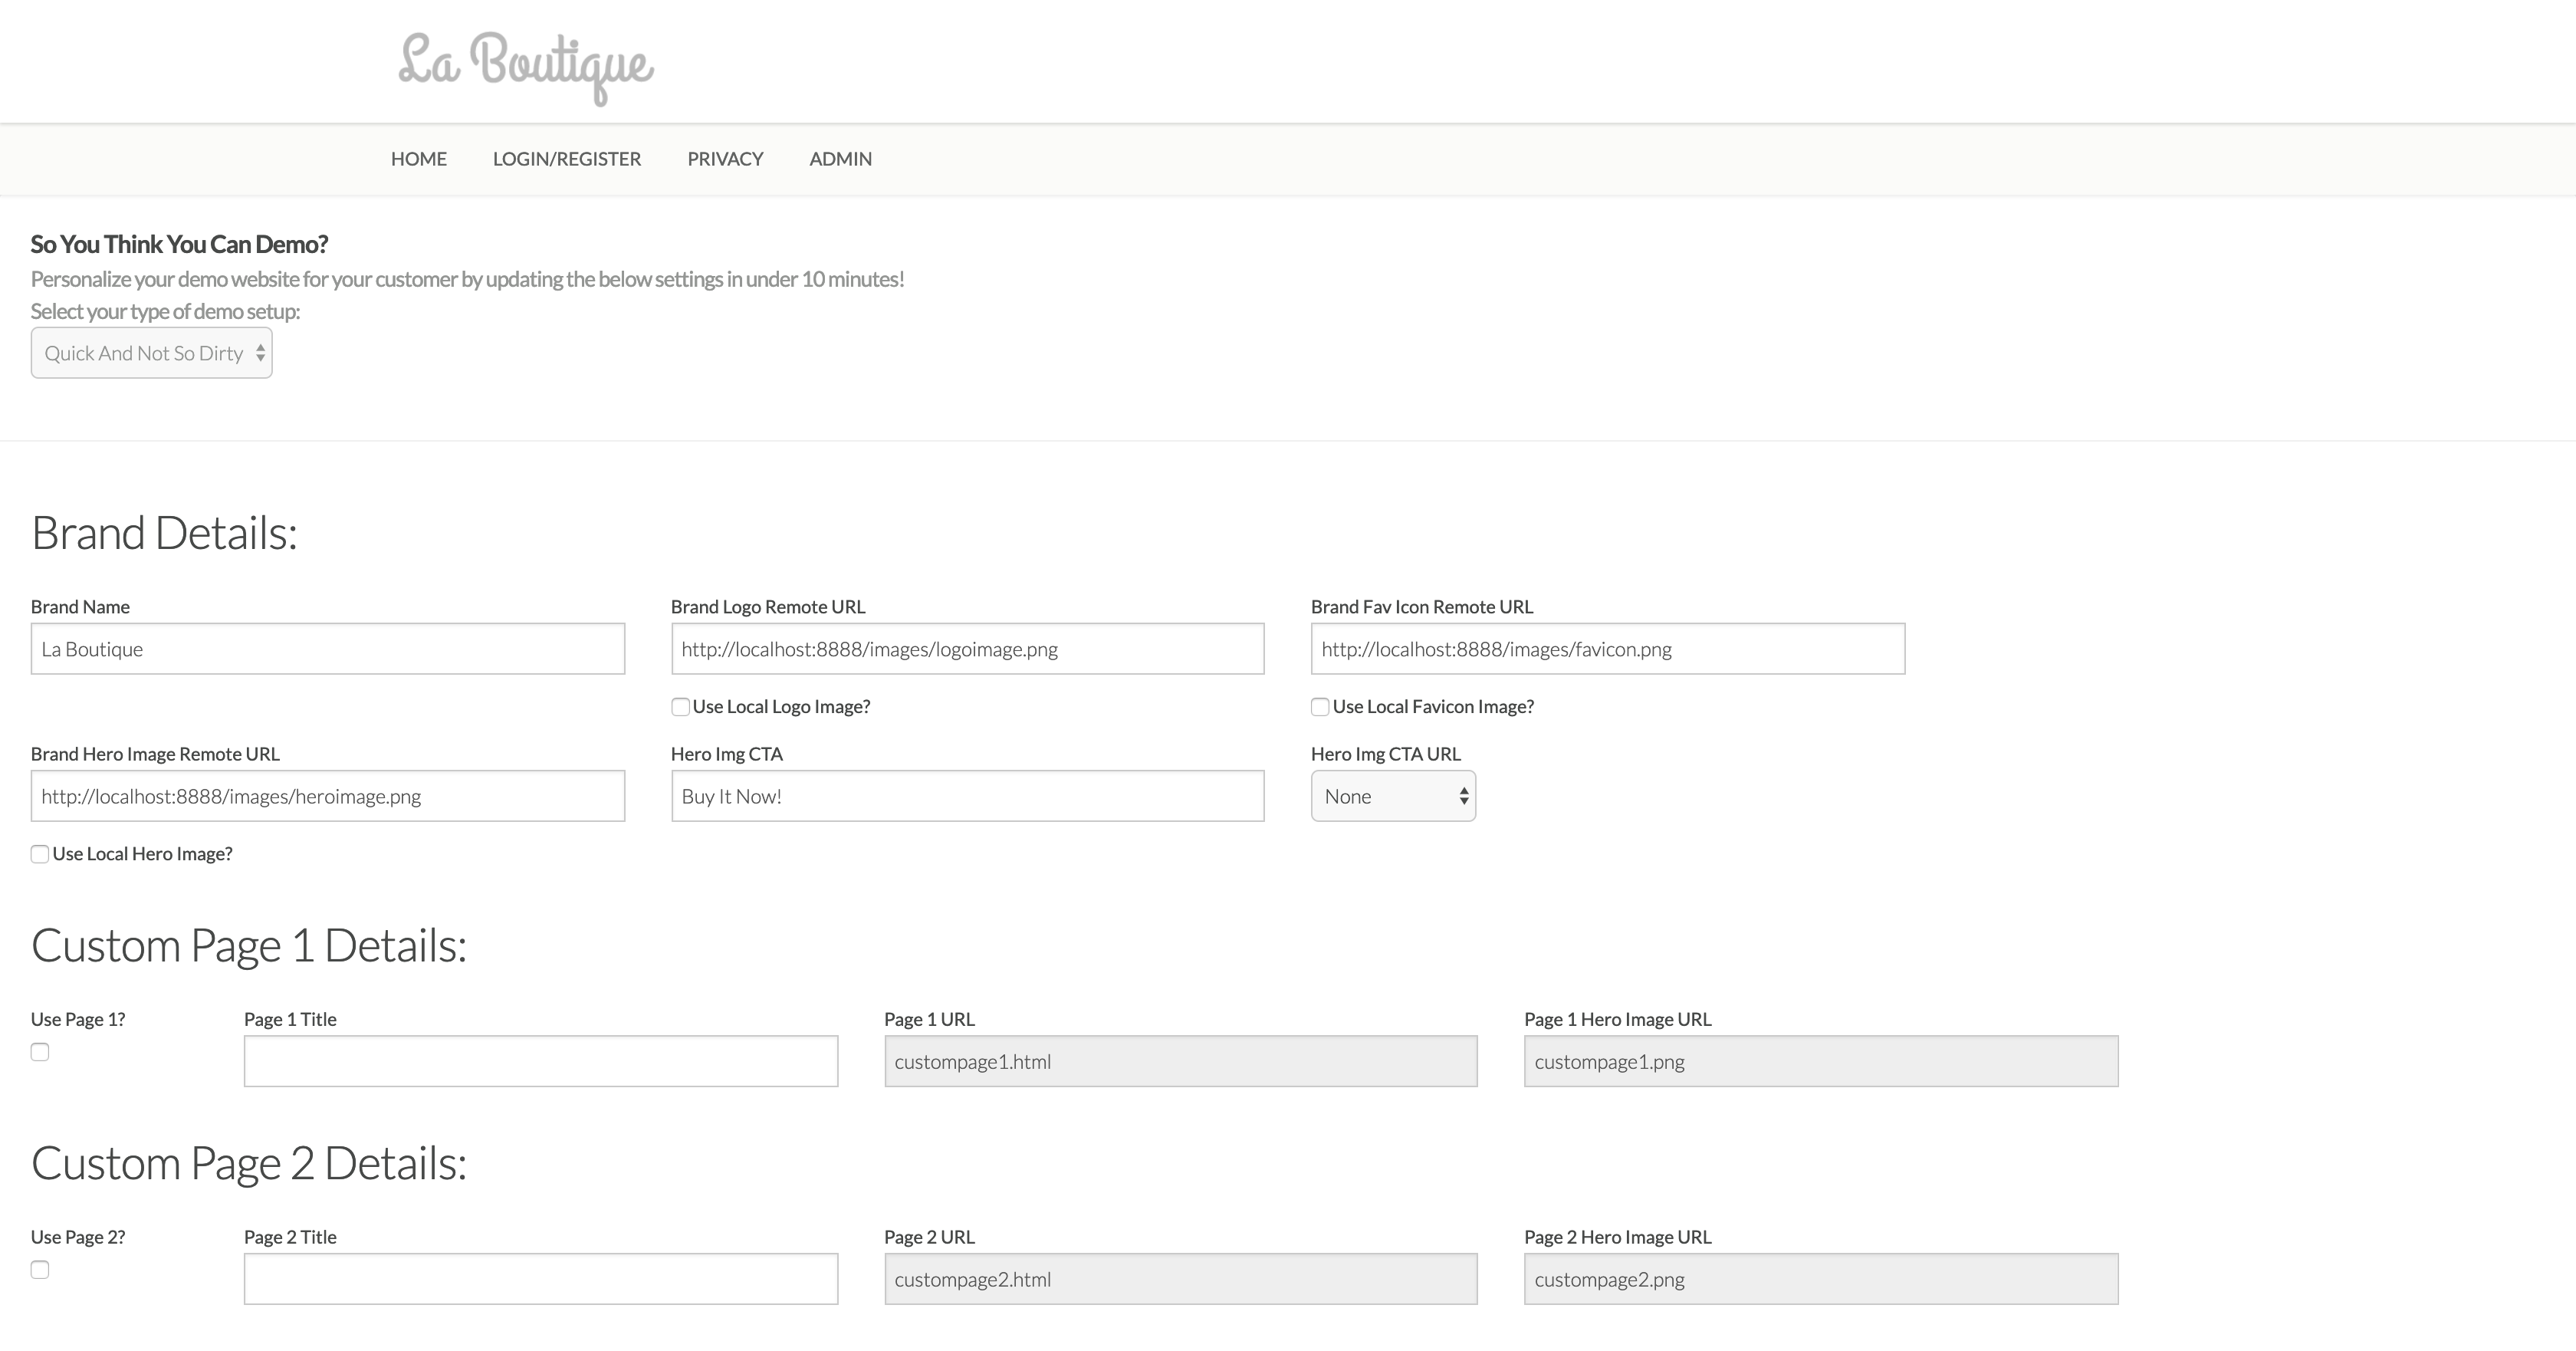 La Boutique
HOME LOGIN/REGISTER PRIVACY ADMIN
So You Think You Can Demo?
Personalize your demo website for your customer by updating the below settings in under 10 minutes!
Select your type of demo setup:
Quick And Not So Dirty
Brand Details:
Brand Name Brand Logo Remote URL Brand Fav Icon Remote URL
La Boutique http://localhost:8888/images/logoimage.png http://localhost:8888/images/favicon.png
Use Local Logo Image? Use Local Favicon Image?
Brand Hero Image Remote URL Hero Img CTA Hero Img CTA URL
http://localhost:8888/images/heroimage.png Buy It Now! None
Use Local Hero Image?
Custom Page 1 Details:
Use Page 1? Page 1 Title Page 1 URL Page 1 Hero Image URL
custompage1.html custompage1.png
Custom Page 2 Details:
Use Page 2? Page 2 Title Page 2 URL Page 2 Hero Image URL
custompage2.html custompage2.png